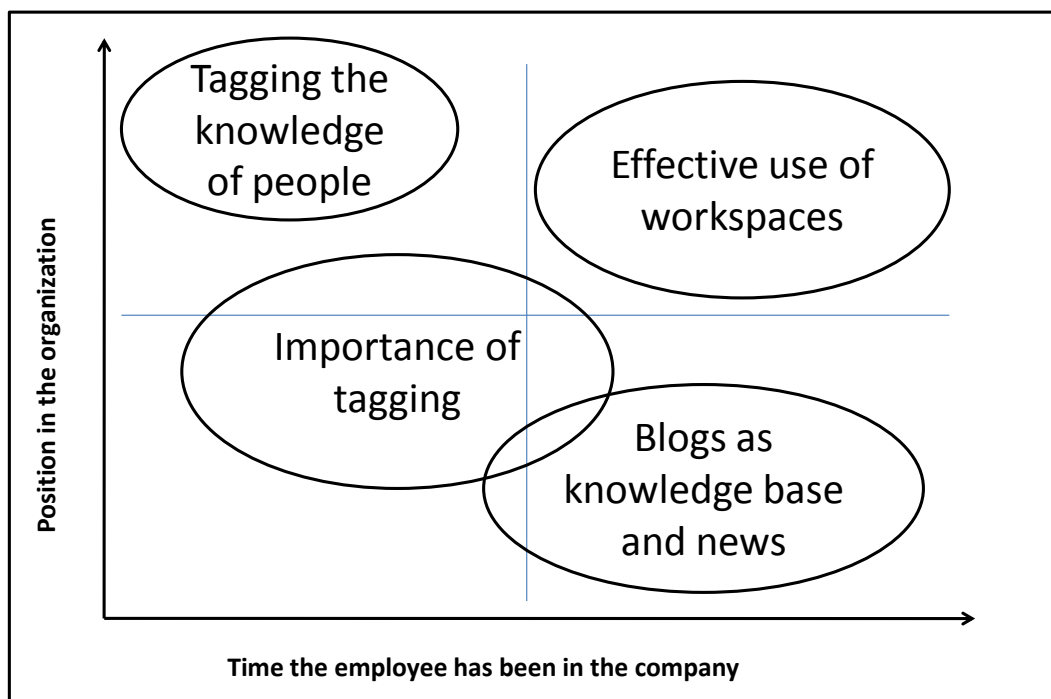 Tagging the
knowledge
of people
Effective use of
workspaces
Importance of
tagging
Blogs as
knowledge base
and news
Position in the organization
Time the employee has been in the company